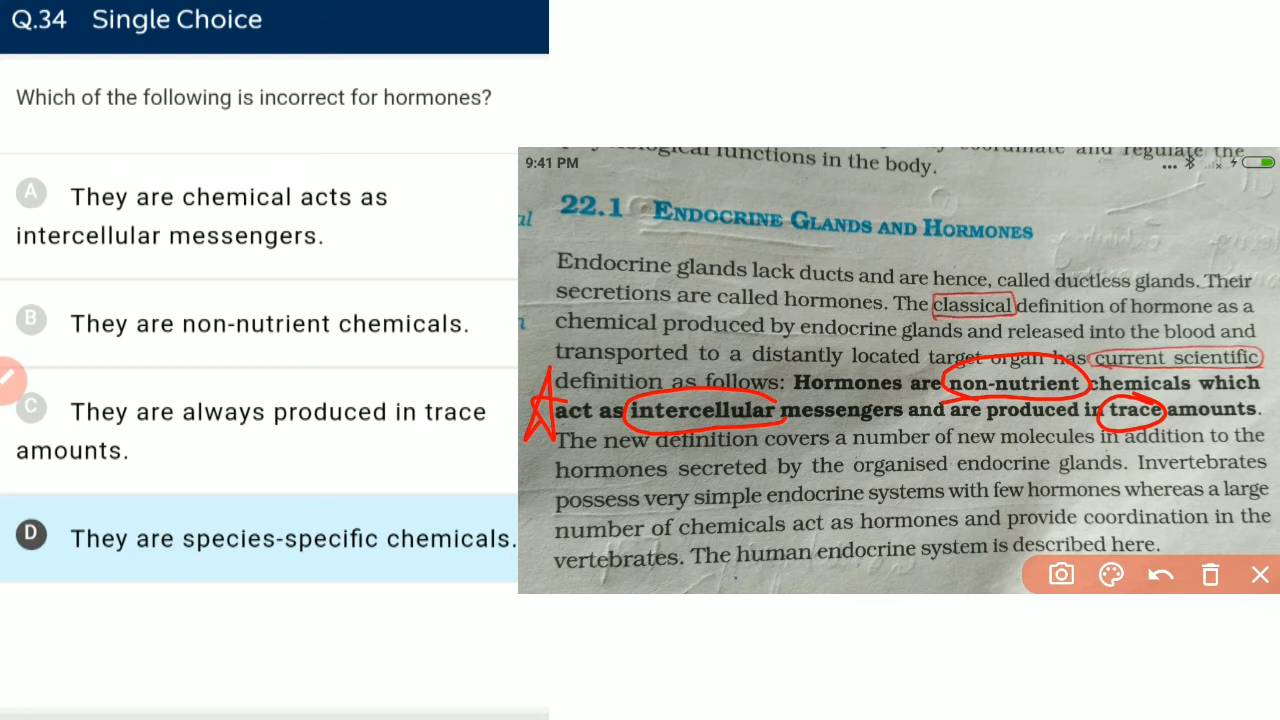 Q.34 Single Choice
Which of the following is incorrect for hormones?
A They are chemical acts as
intercellular messengers.
B They are non-nutrient chemicals.
C They are always produced in trace
amounts.
D They are species-specific chemicals.
functions in the body.
9:41 PM
22.1 ENDOCRINE GLANDS AND HORMONES
Endocrine glands lack ducts and are hence, called ductless glands. Their
secretions are called hormones. The classical definition of hormone as a
chemical produced by endocrine glands and released into the blood and
transported to a distantly located target organ has current scientific
definition as follows: Hormones are non-nutrient chemicals which
act as intercellular messengers and are produced in trace amounts.
The new definition covers a number of new molecules in addition to the
hormones secreted by the organised endocrine glands. Invertebrates
possess very simple endocrine systems with few hormones whereas a large
number of chemicals act as hormones and provide coordination in the
vertebrates. The human endocrine system is described here.